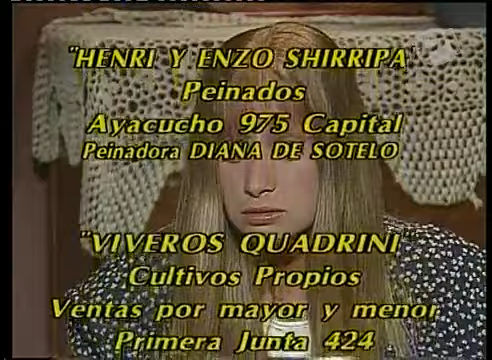 "HENRI Y ENZO SHIRRIPA"
Peinados
Ayacucho 975 Capital
Peinadora DIANA DE SOTELO
"VIVEROS QUADRINI"
Cultivos Propios
Ventas por mayor y menor
Primera Junta 424